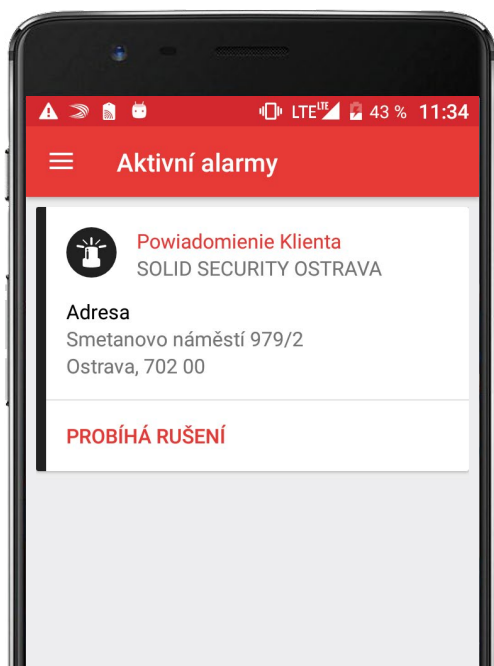 LTE LTE 43 % 11:34
Aktivní alarmy
Powiadomienie Klienta
SOLID SECURITY OSTRAVA
Adresa
Smetanovo náměstí 979/2
Ostrava, 702 00
PROBÍHÁ RUŠENÍ